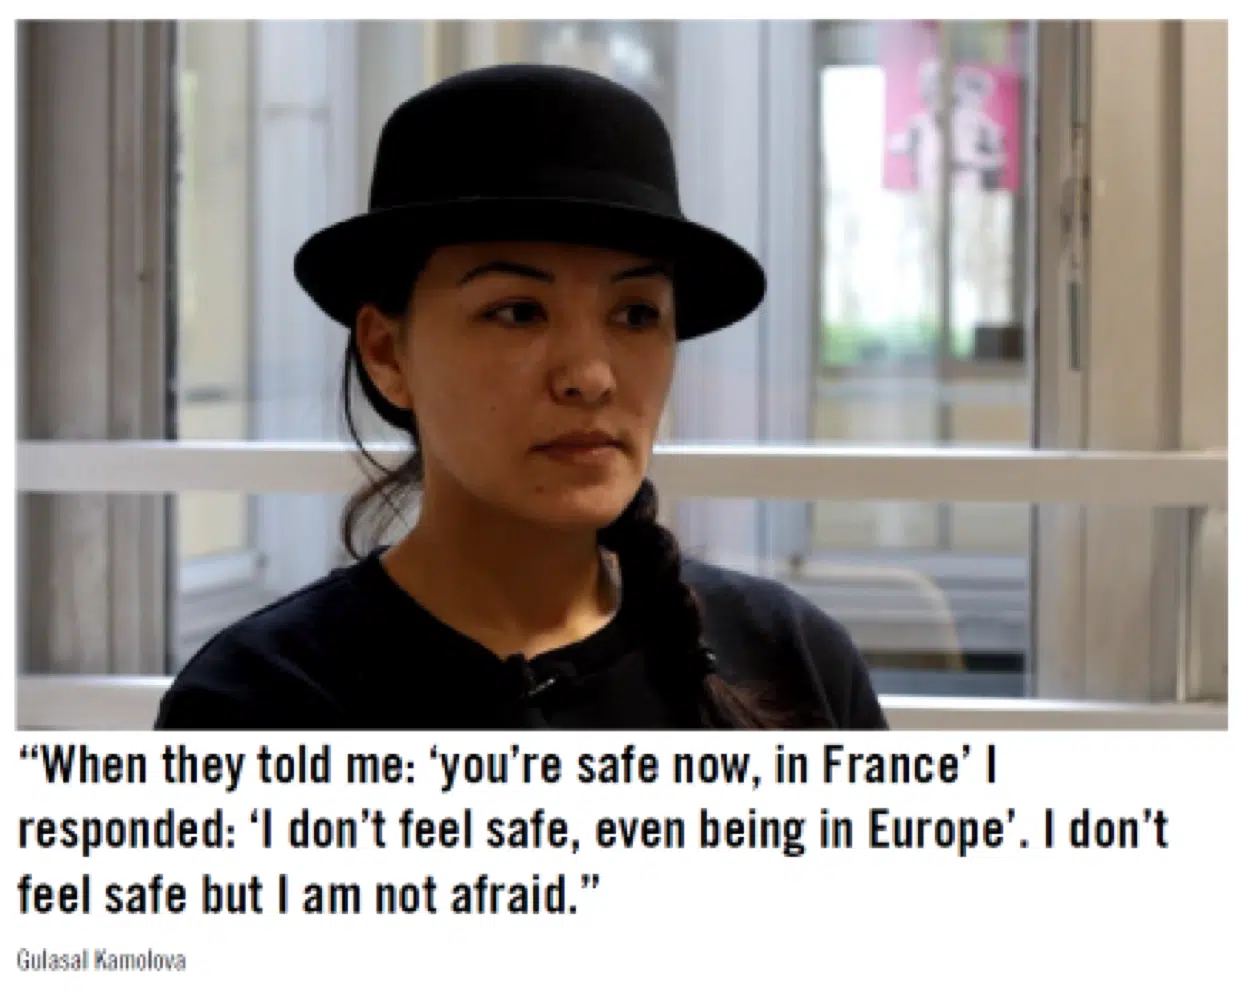 “When they told me: ‘you’re safe now, in France’ I
responded: ‘I don’t feel safe, even being in Europe’. I don’t
feel safe but I am not afraid.”
Gulasal Kamolova